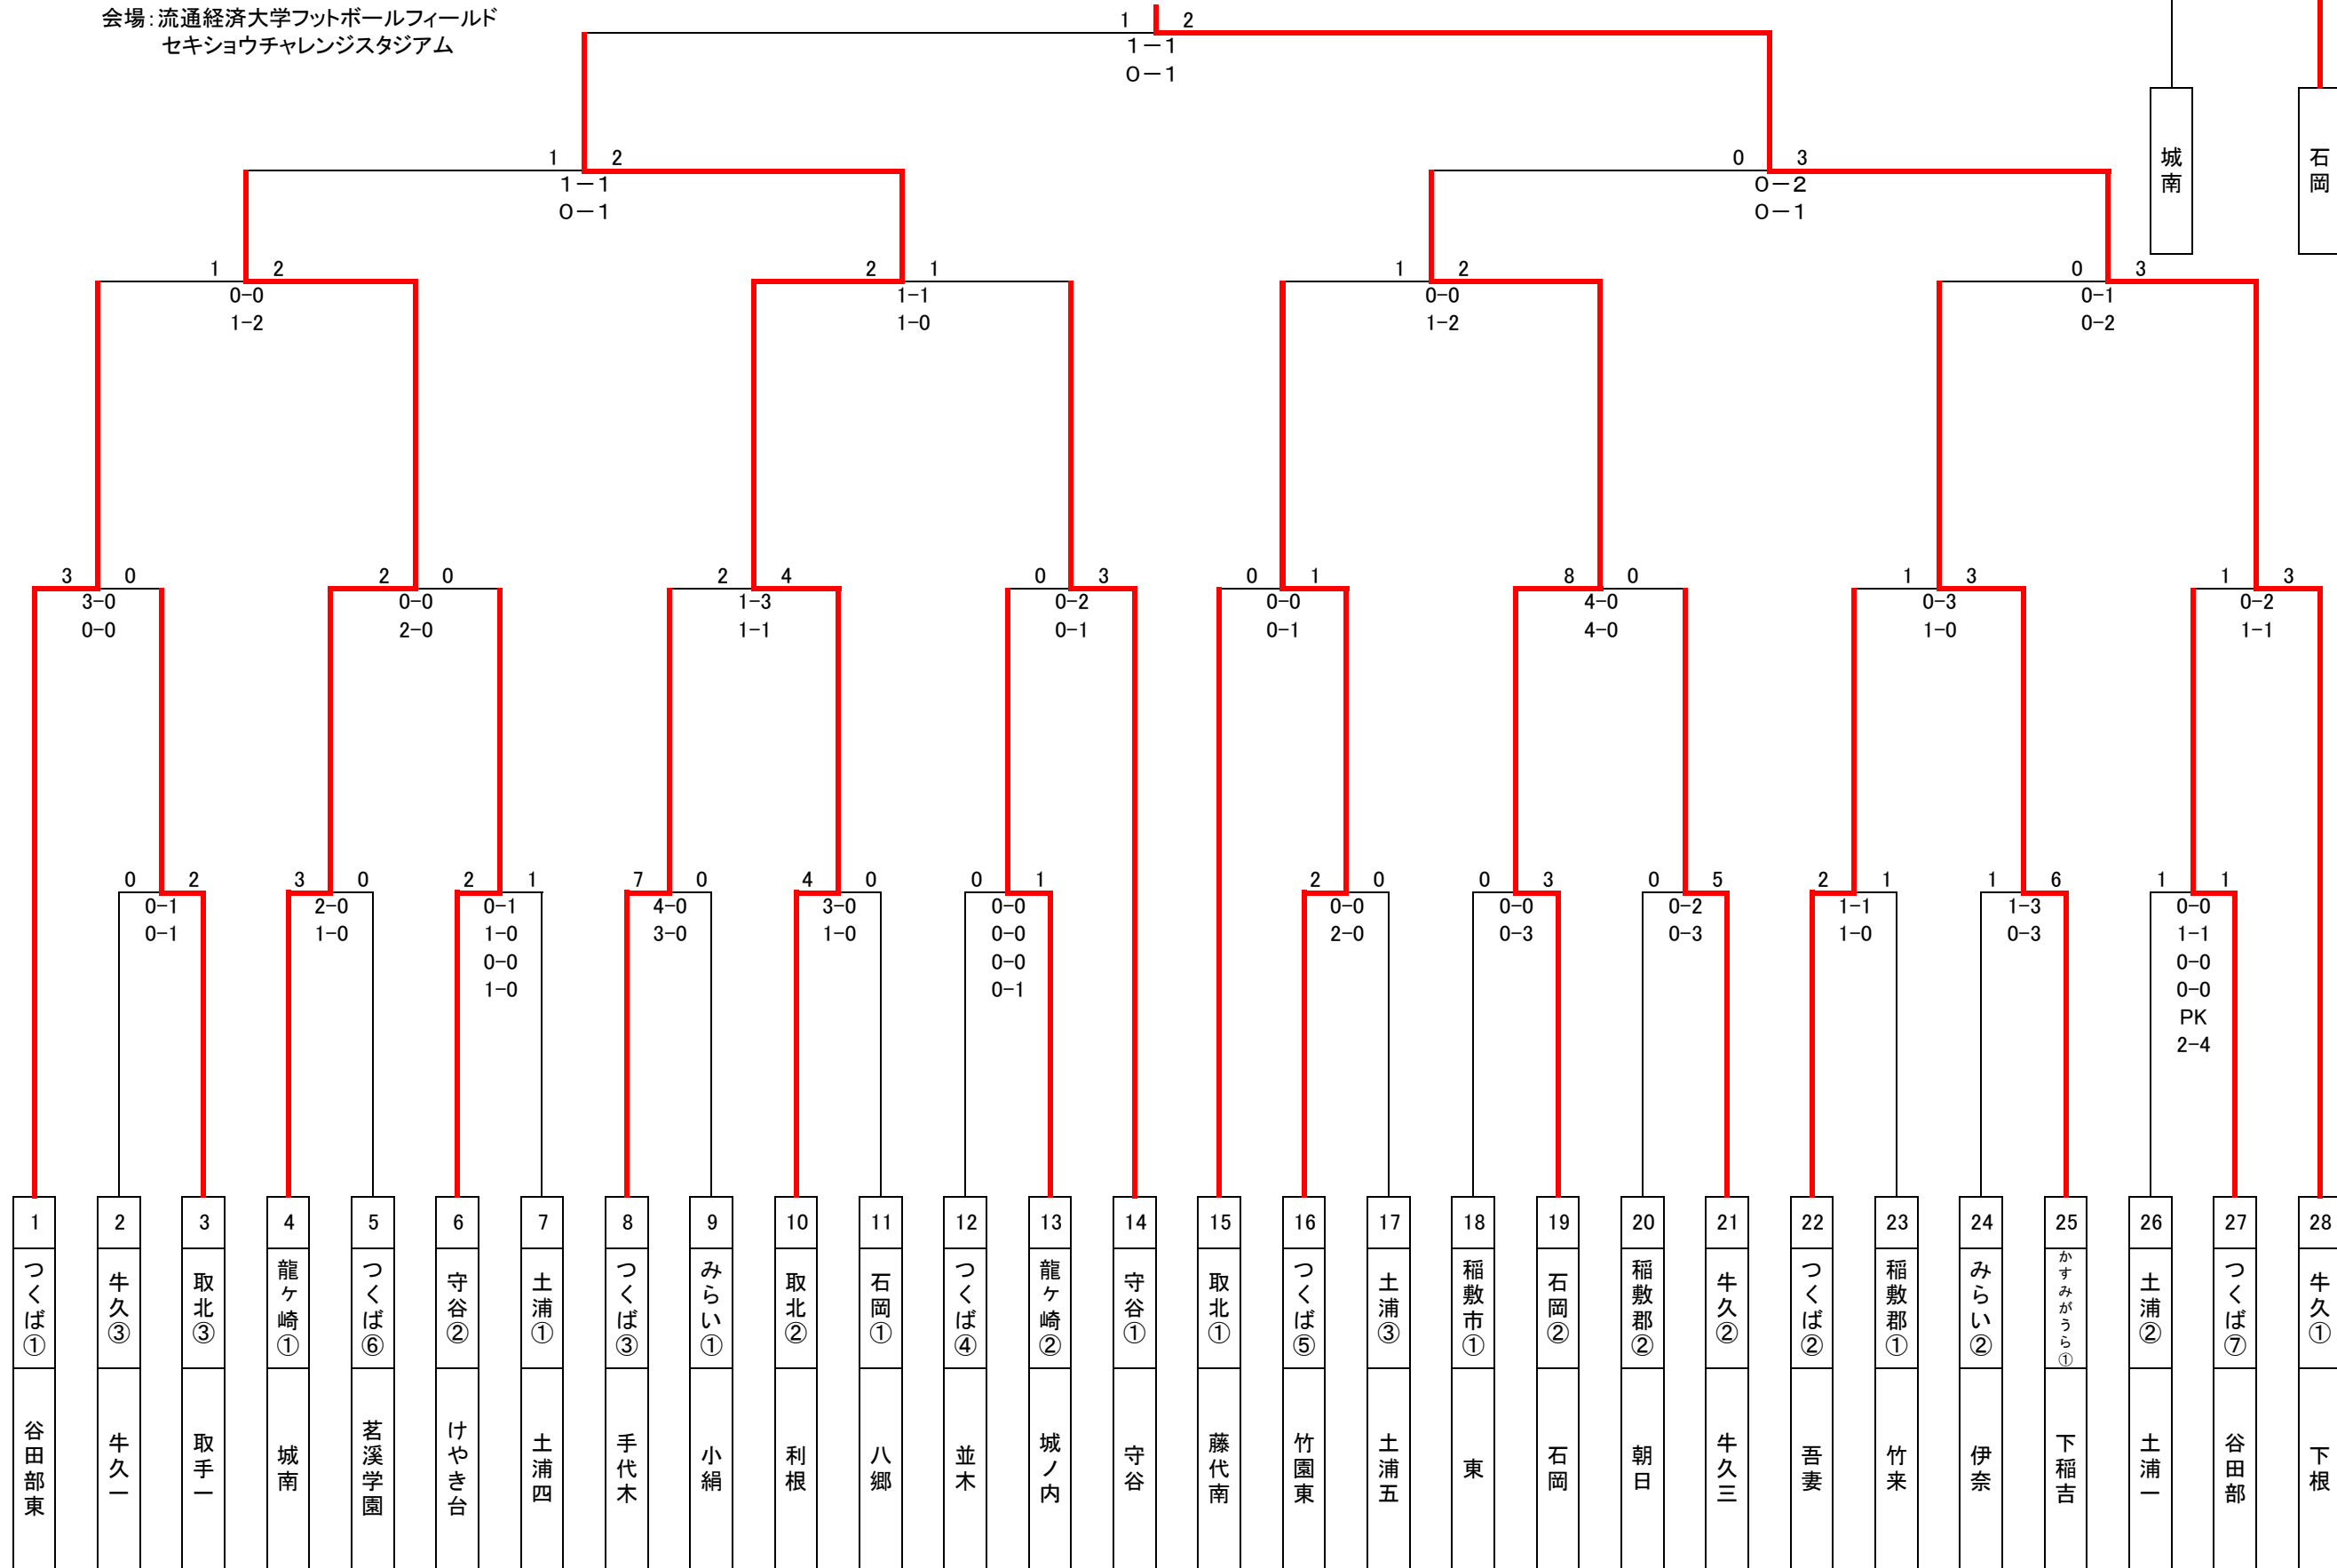 会場：流通経済大学フットボールフィールド
セキショウチャレンジスタジアム
1 2
1－1
0－1
城南
石岡
1 2
1－1
0－1
0 3
0－2
0－1
1 2
0-0
1-2
2 1
1-1
1-0
1 2
0-0
1-2
0 3
0-1
0-2
3 0
3-0
0-0
2 0
0-0
2-0
2 4
1-3
1-1
0 3
0-2
0-1
0 1
0-0
0-1
8 0
4-0
4-0
1 3
0-3
1-0
1 3
0-2
1-1
0 2
0-1
0-1
3 0
2-0
1-0
2 1
0-1
1-0
0-0
1-0
7 0
4-0
3-0
4 0
3-0
1-0
0 1
0-0
0-0
0-0
0-1
2 0
0-0
2-0
0 3
0-0
0-3
0 5
0-2
0-3
2 1
1-1
1-0
1 6
1-3
0-3
1 1
0-0
1-1
0-0
0-0
PK
2-4
1 2 3 4 5 6 7 8 9 10 11 12 13 14 15 16 17 18 19 20 21 22 23 24 25 26 27 28
つくば①
牛久③
取北③
龍ヶ崎①
つくば⑥
守谷②
土浦①
つくば③
みらい①
取北②
石岡①
つくば④
龍ヶ崎②
守谷①
取北①
つくば⑤
土浦③
稲敷市①
石岡②
稲敷郡②
牛久②
つくば②
稲敷郡①
みらい②
かすみがうら①
土浦②
つくば⑦
牛久①
谷田部東
牛久一
取手一
城南
茗溪学園
けやき台
土浦四
手代木
小絹
利根
八郷
並木
城ノ内
守谷
藤代南
竹園東
土浦五
東
石岡
朝日
牛久三
吾妻
竹来
伊奈
下稲吉
土浦一
谷田部
下根